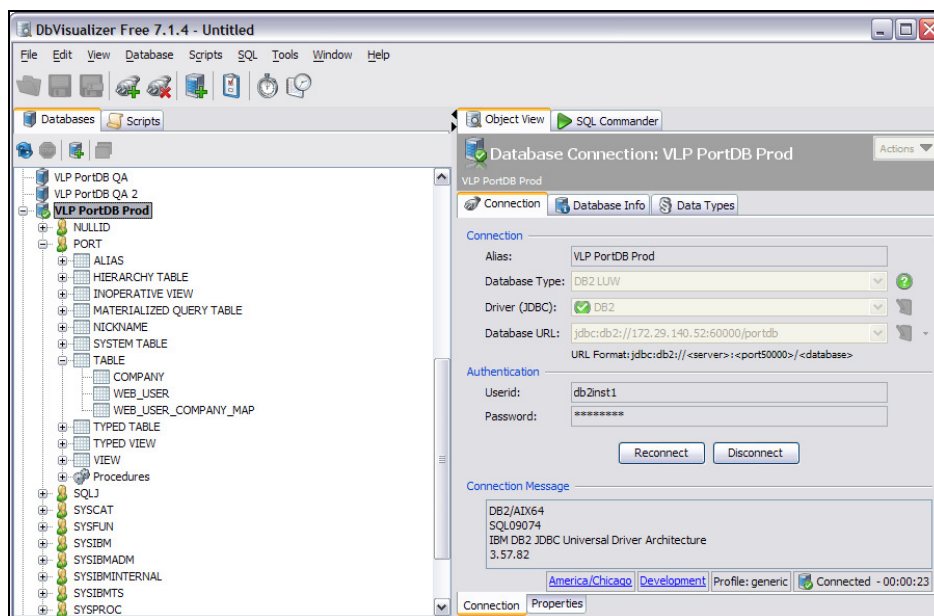 DbVisualizer Free 7.1.4 - Untitled
File Edit View Database Scripts SQL Tools Window Help
Databases Scripts
VLP PortDB QA
VLP PortDB QA 2
VLP PortDB Prod
NULLID
PORT
ALIAS
HIERARCHY TABLE
INOPERATIVE VIEW
MATERIALIZED QUERY TABLE
NICKNAME
SYSTEM TABLE
TABLE
COMPANY
WEB_USER
WEB_USER_COMPANY_MAP
TYPED TABLE
TYPED VIEW
VIEW
Procedures
SQLJ
SYSCAT
SYSFUN
SYSIBM
SYSIBMADM
SYSIBMINTERNAL
SYSIBMTS
SYSPROC
Object View SQL Commander
Database Connection: VLP PortDB Prod Actions
VLP PortDB Prod
Connection Database Info Data Types
Connection
Alias: VLP PortDB Prod
Database Type: DB2 LUW
Driver (JDBC): DB2
Database URL: jdbc:db2://172.29.140.52:60000/portdb
URL Format:jdbc:db2://<server>:<port50000>/<database>
Authentication
Userid: db2inst1
Password: ********
Reconnect Disconnect
Connection Message
DB2/AIX64
SQL09074
IBM DB2 JDBC Universal Driver Architecture
3.57.82
America/Chicago Development Profile: generic Connected - 00:00:23
Connection Properties